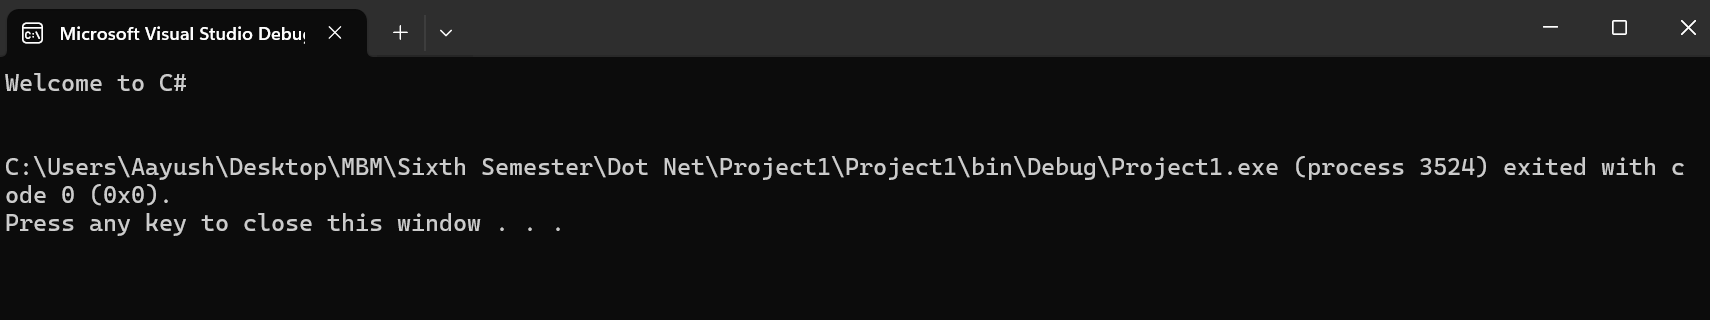 Microsoft Visual Studio Debu
Welcome to C#
C:\Users\Aayush\Desktop\MBM\Sixth Semester\Dot Net\Project1\Project1\bin\Debug\Project1.exe (process 3524) exited with c
ode 0 (0x0).
Press any key to close this window . . .